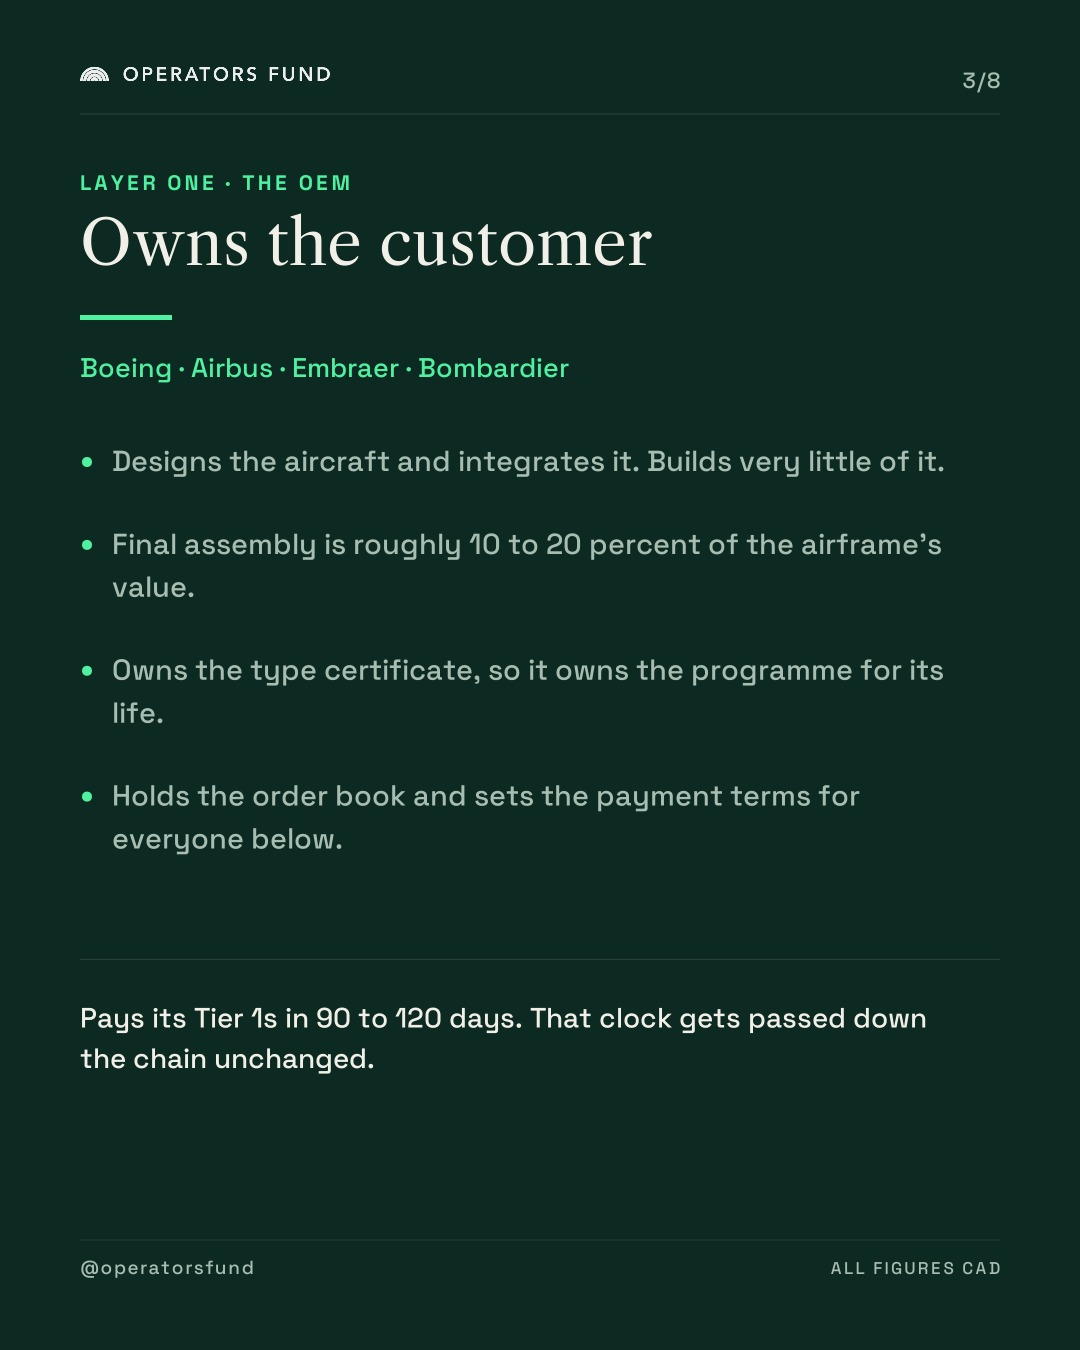 OPERATORS FUND
3/8
LAYER ONE · THE OEM
Owns the customer
Boeing · Airbus · Embraer · Bombardier
• Designs the aircraft and integrates it. Builds very little of it.
• Final assembly is roughly 10 to 20 percent of the airframe’s
value.
• Owns the type certificate, so it owns the programme for its
life.
• Holds the order book and sets the payment terms for
everyone below.
Pays its Tier 1s in 90 to 120 days. That clock gets passed down
the chain unchanged.
@operatorsfund
ALL FIGURES CAD